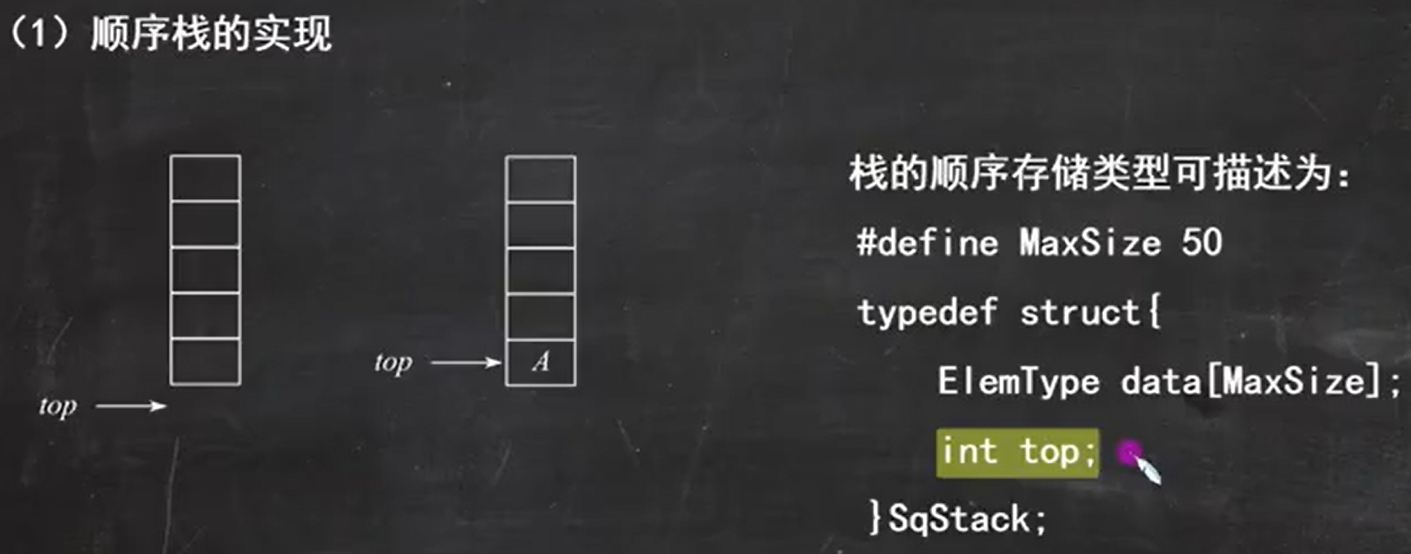 （1）顺序栈的实现
栈的顺序存储类型可描述为：
#define MaxSize 50
typedef struct{
ElemType data[MaxSize];
int top;
}SqStack;
top
top
A